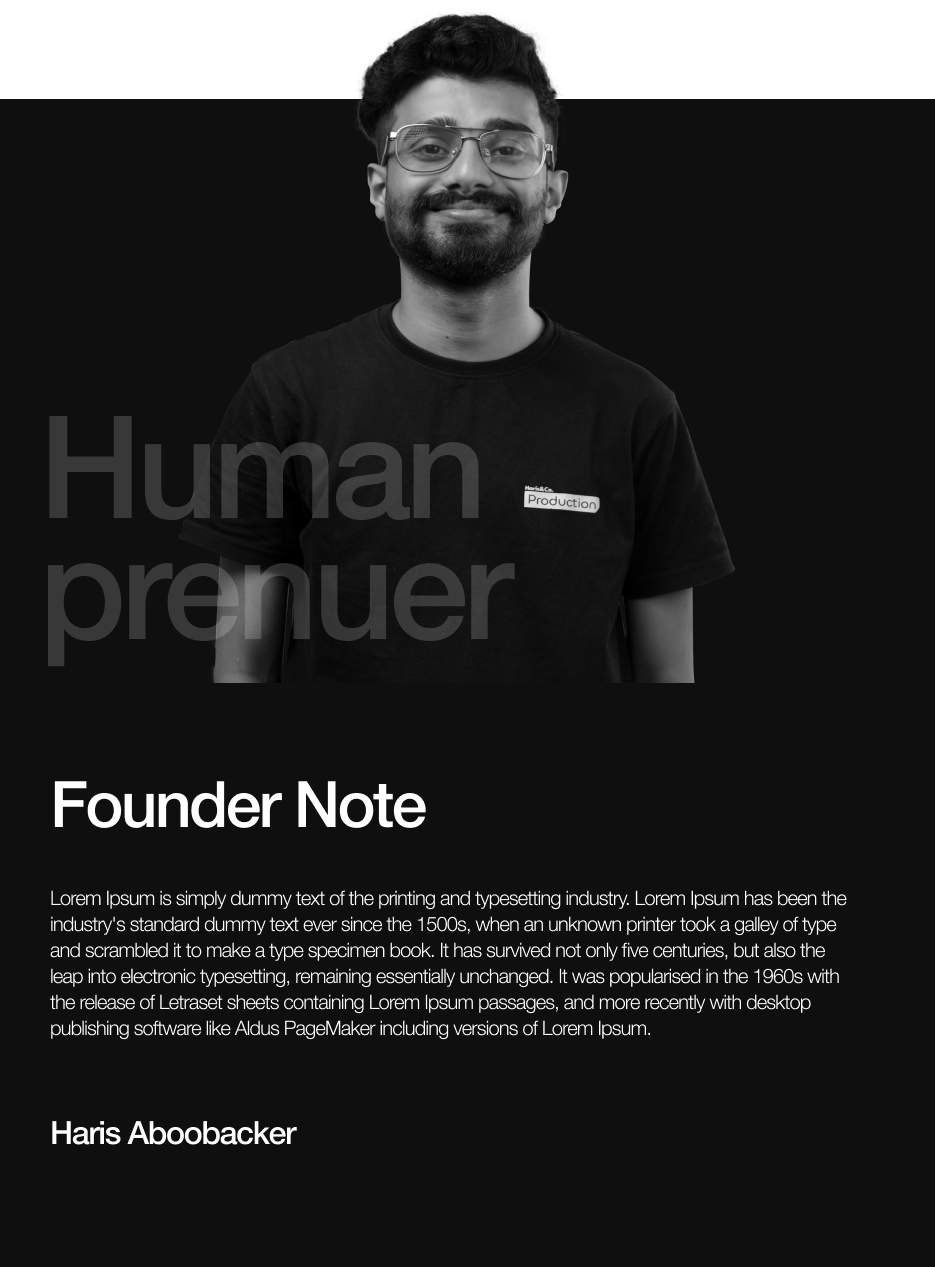 Haris&Co.
Production
Human
prenuer
Founder Note
Lorem Ipsum is simply dummy text of the printing and typesetting industry. Lorem Ipsum has been the
industry's standard dummy text ever since the 1500s, when an unknown printer took a galley of type
and scrambled it to make a type specimen book. It has survived not only five centuries, but also the
leap into electronic typesetting, remaining essentially unchanged. It was popularised in the 1960s with
the release of Letraset sheets containing Lorem Ipsum passages, and more recently with desktop
publishing software like Aldus PageMaker including versions of Lorem Ipsum.
Haris Aboobacker